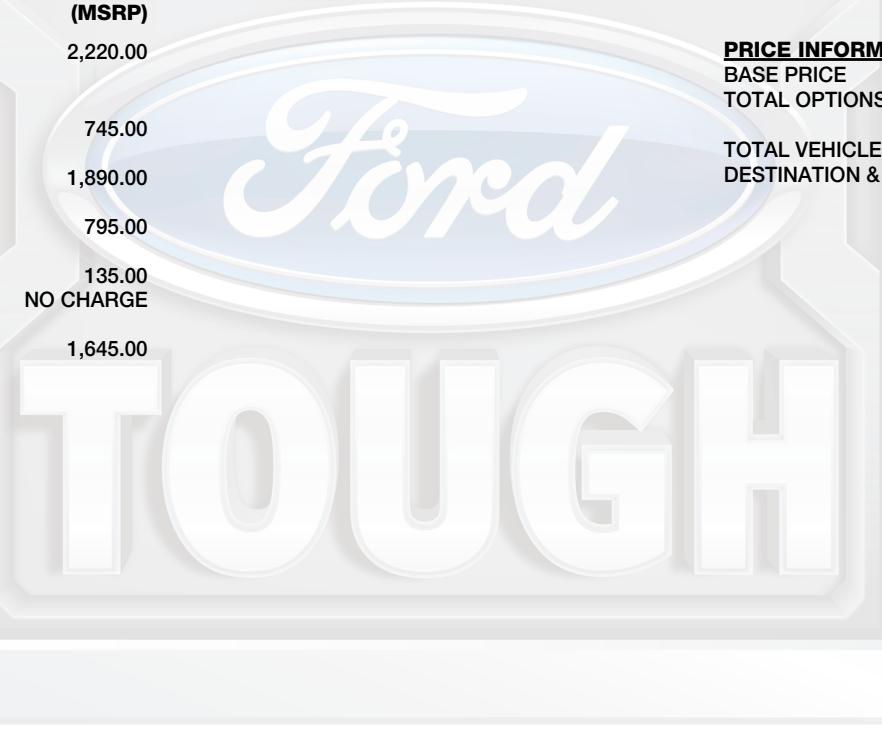 (MSRP)
2,220.00
745.00
1,890.00
795.00
135.00
NO CHARGE
1,645.00
PRICE INFORM
BASE PRICE
TOTAL OPTIONS
TOTAL VEHICLE
DESTINATION &
Ford
TOUGH